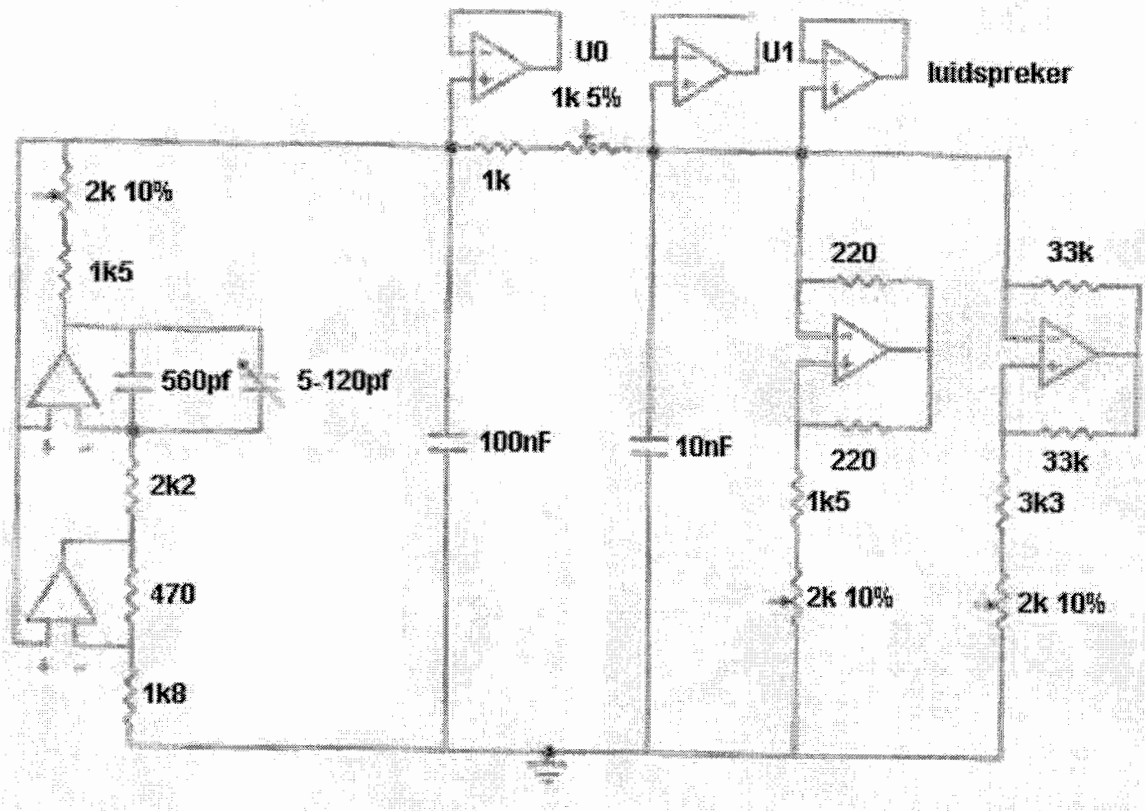 U0
U1
luidspreker
1k 5%
1k
2k 10%
1k5
220
33k
560pf
5-120pf
100nF
10nF
220
33k
2k2
1k5
3k3
470
2k 10%
2k 10%
1k8